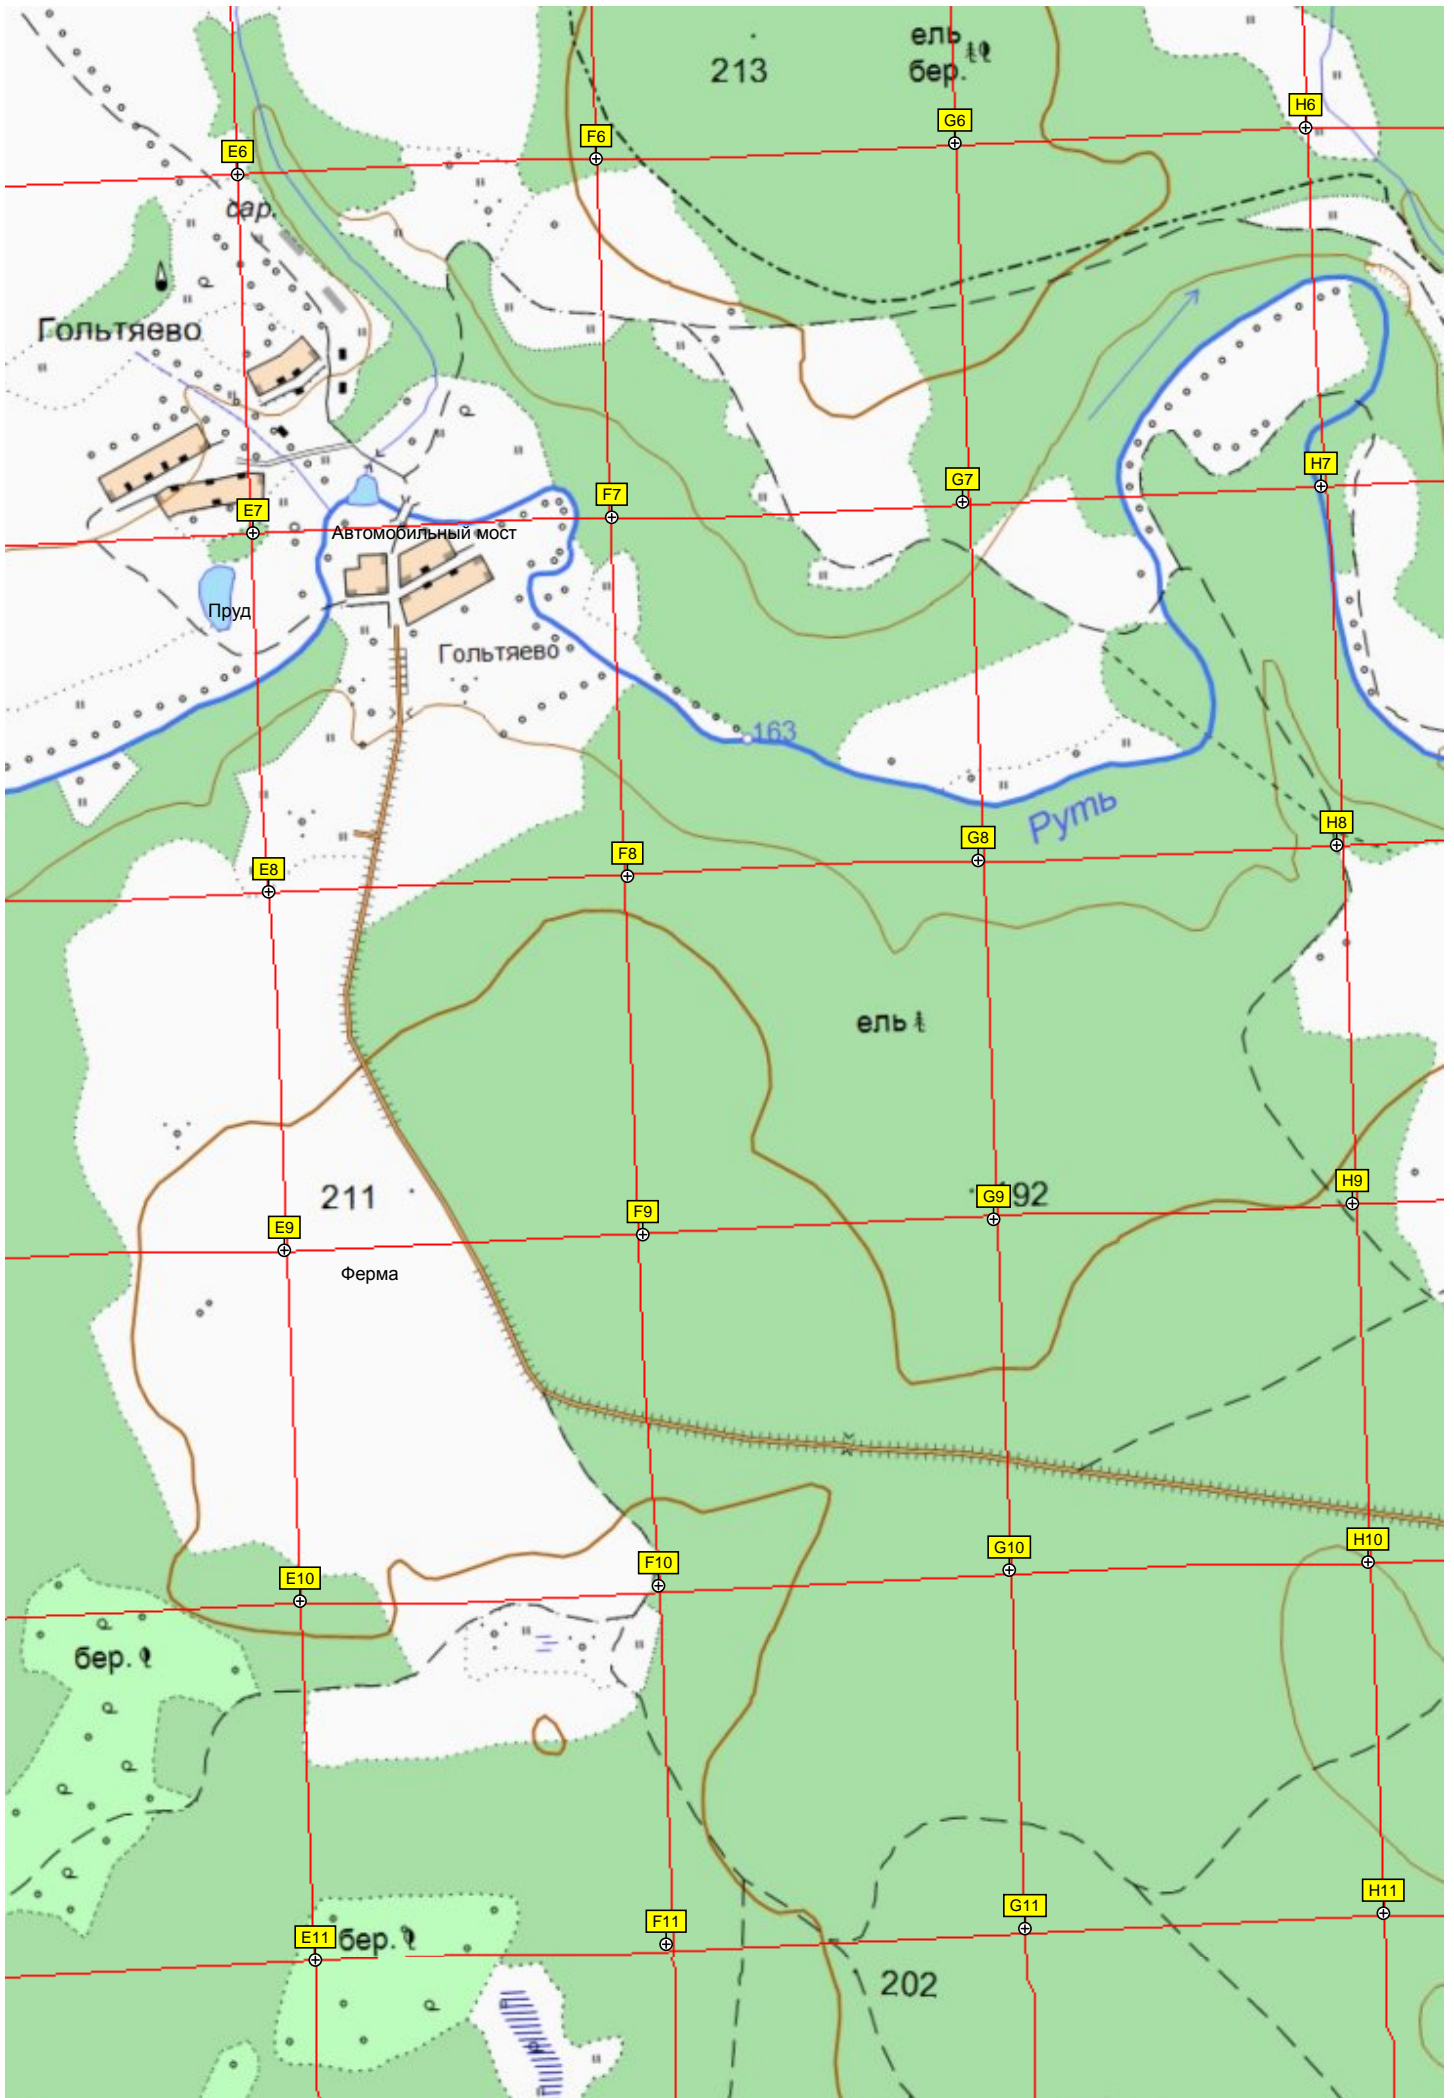 ель
бер.
213
H6
G6
F6
E6
сар.
Гольтяево
H7
G7
F7
E7
Автомобильный мост
Пруд
Гольтяево
163
Руть
H8
G8
F8
E8
ель
211
192
H9
G9
F9
E9
Ферма
H10
G10
F10
E10
бер.
H11
G11
F11
E11
бер.
202